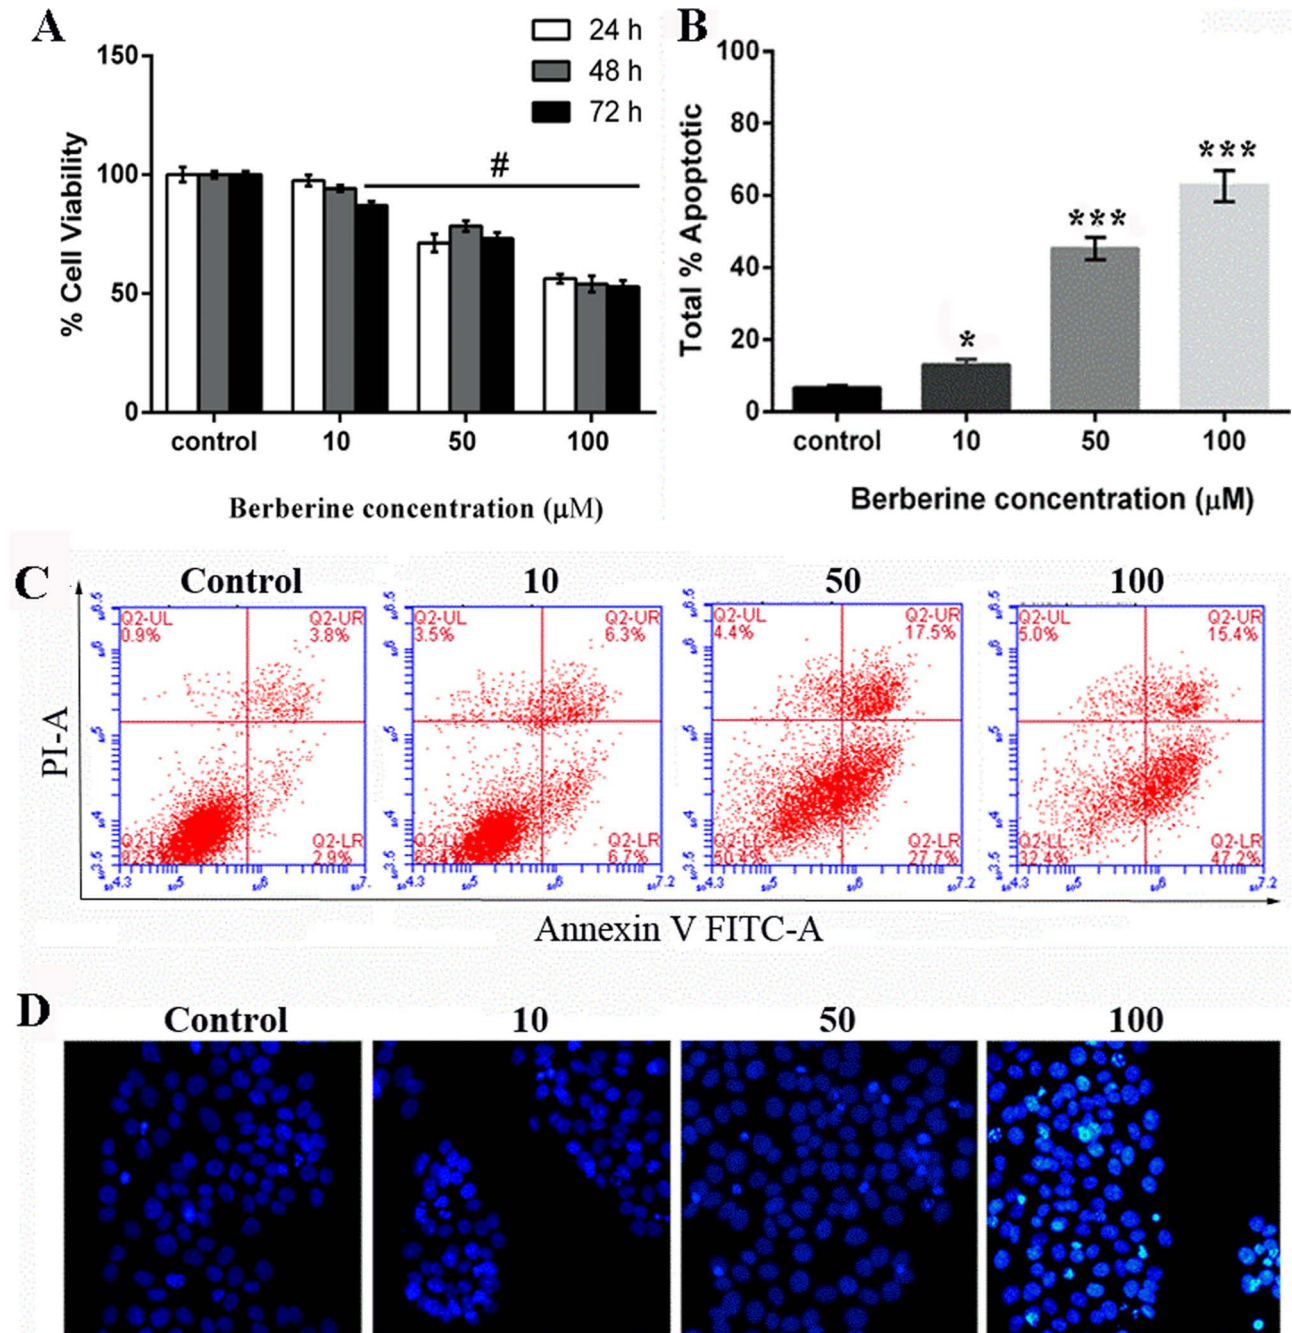 A
24 h
48 h
72 h
% Cell Viability
150
100
50
0
#
control 10 50 100
Berberine concentration (μM)
B
Total % Apoptotic
100
80
60
40
20
0
* *** ***
control 10 50 100
Berberine concentration (μM)
C
Control 10 50 100
Q2-UL Q2-UR
0.9% 3.8%
Q2-LR
2.9%
Q2-UL Q2-UR
3.5% 6.3%
Q2-LR
6.7%
Q2-UL Q2-UR
4.4% 17.5%
Q2-LR
27.7%
Q2-UL Q2-UR
5.0% 15.4%
Q2-LL Q2-LR
32.4% 47.2%
PI-A
Annexin V FITC-A
D
Control 10 50 100